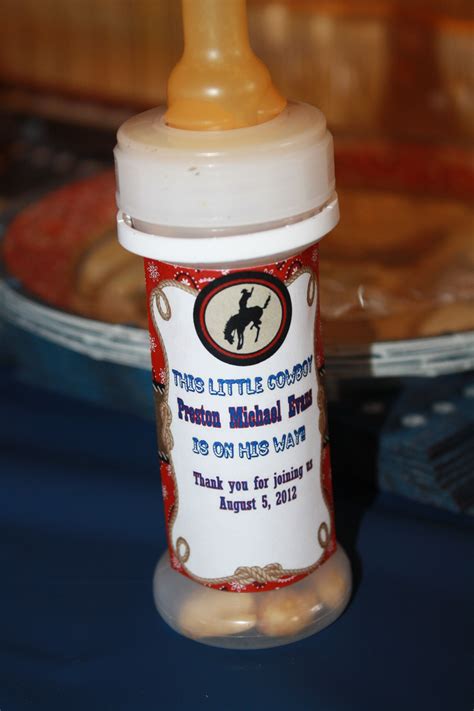 THIS LITTLE COWBOY
Preston Michael Evans
IS ON HIS WAY!!
Thank you for joining us
August 5, 2012